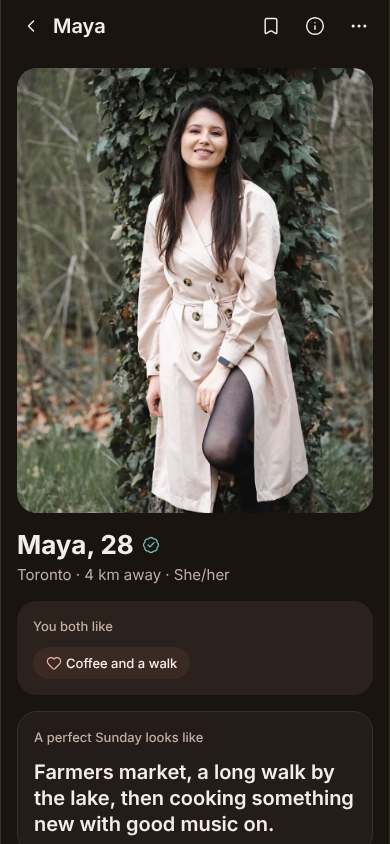 Maya
Maya, 28
Toronto · 4 km away · She/her
You both like
Coffee and a walk
A perfect Sunday looks like
Farmers market, a long walk by
the lake, then cooking something
new with good music on.